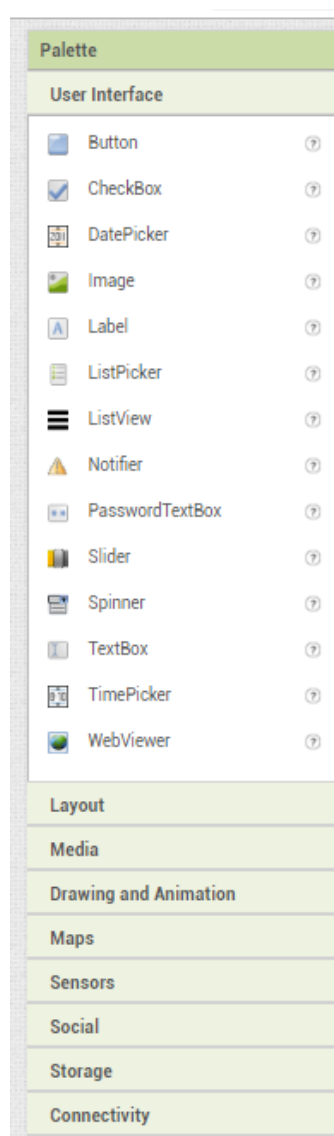 Palette
User Interface
Button
CheckBox
DatePicker
Image
Label
ListPicker
ListView
Notifier
PasswordTextBox
Slider
Spinner
TextBox
TimePicker
WebViewer
Layout
Media
Drawing and Animation
Maps
Sensors
Social
Storage
Connectivity